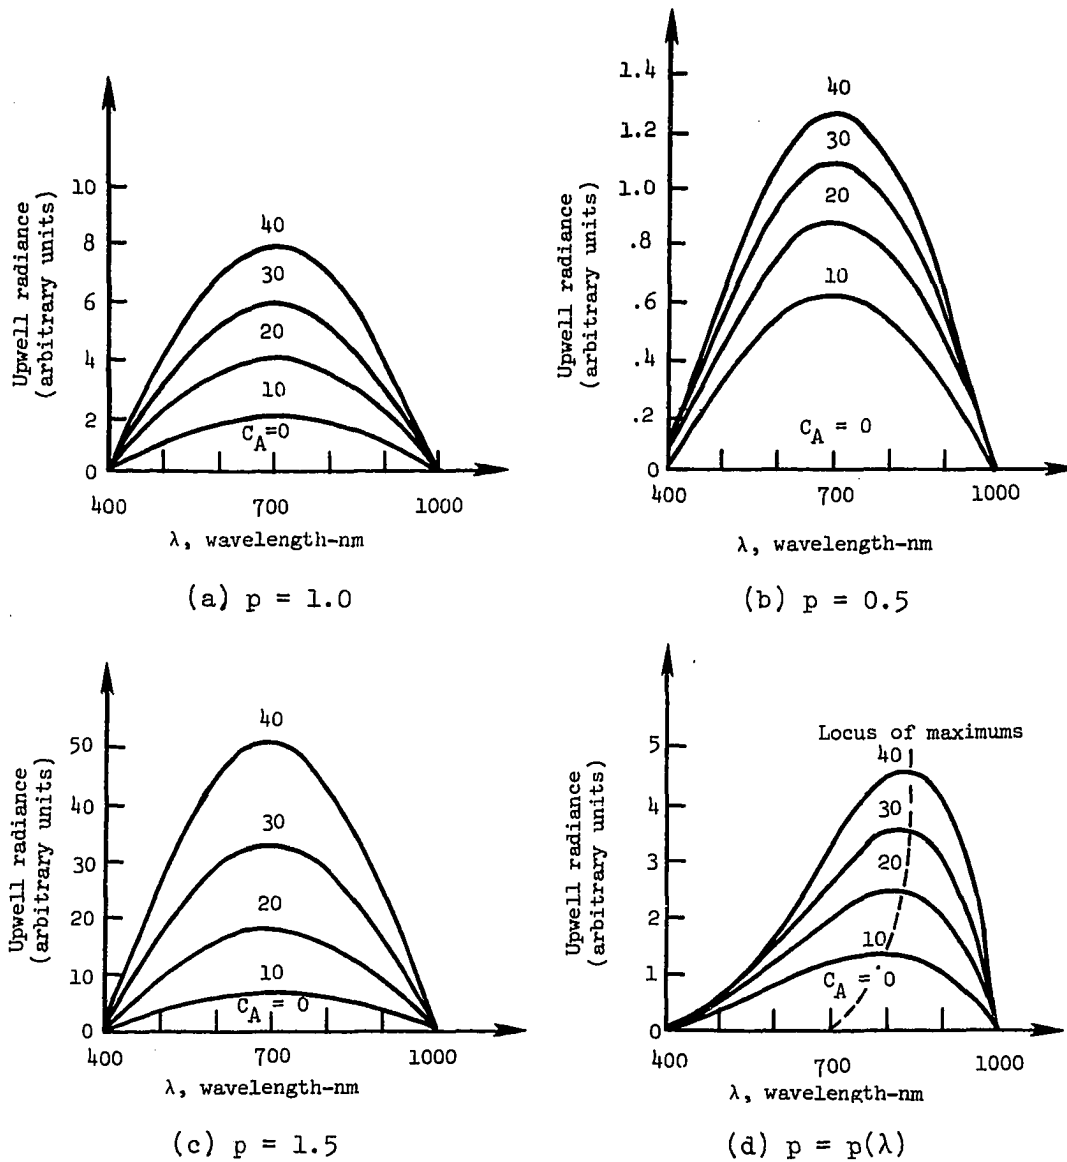 Upwell radiance
(arbitrary units)
10
8
6
4
2
0
40
30
20
10
C_A=0
400
700
1000
λ, wavelength-nm
(a) p = 1.0
Upwell radiance
(arbitrary units)
1.4
1.2
1.0
.8
.6
.4
.2
0
40
30
20
10
C_A = 0
400
700
1000
λ, wavelength-nm
(b) p = 0.5
Upwell radiance
(arbitrary units)
50
40
30
20
10
0
40
30
20
10
C_A = 0
400
700
1000
λ, wavelength-nm
(c) p = 1.5
Upwell radiance
(arbitrary units)
5
4
3
2
1
0
Locus of maximums
40
30
20
10
C_A = 0
400
700
1000
λ, wavelength-nm
(d) p = p(λ)